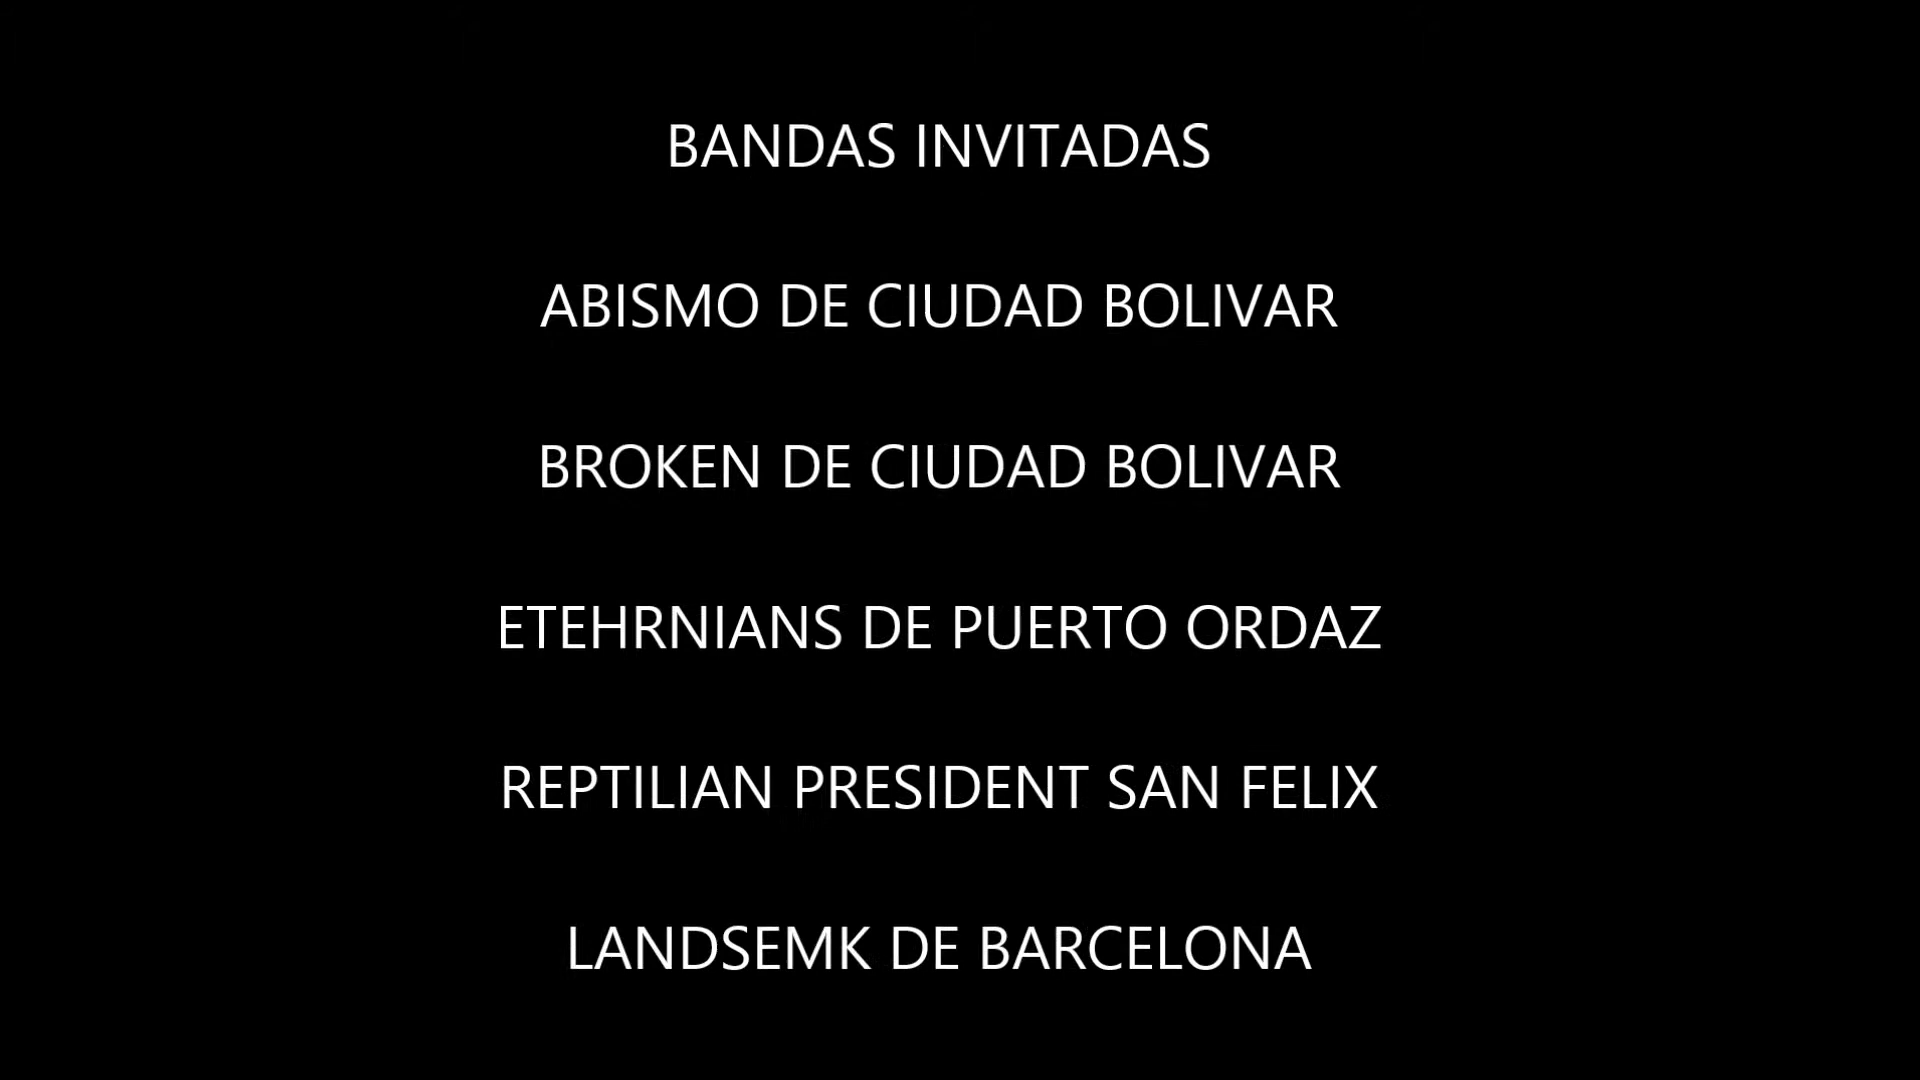 BANDAS INVITADAS
ABISMO DE CIUDAD BOLIVAR
BROKEN DE CIUDAD BOLIVAR
ETEHRNIANS DE PUERTO ORDAZ
REPTILIAN PRESIDENT SAN FELIX
LANDSEMK DE BARCELONA